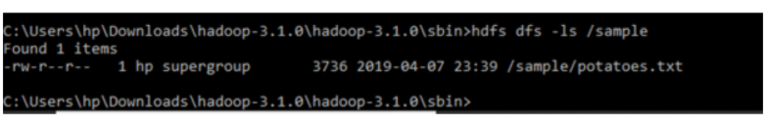 C:\Users\hp\Downloads\hadoop-3.1.0\hadoop-3.1.0\sbin>hdfs dfs -ls /sample
Found 1 items
-rw-r--r--   1 hp supergroup       3736 2019-04-07 23:39 /sample/potatoes.txt
C:\Users\hp\Downloads\hadoop-3.1.0\hadoop-3.1.0\sbin>